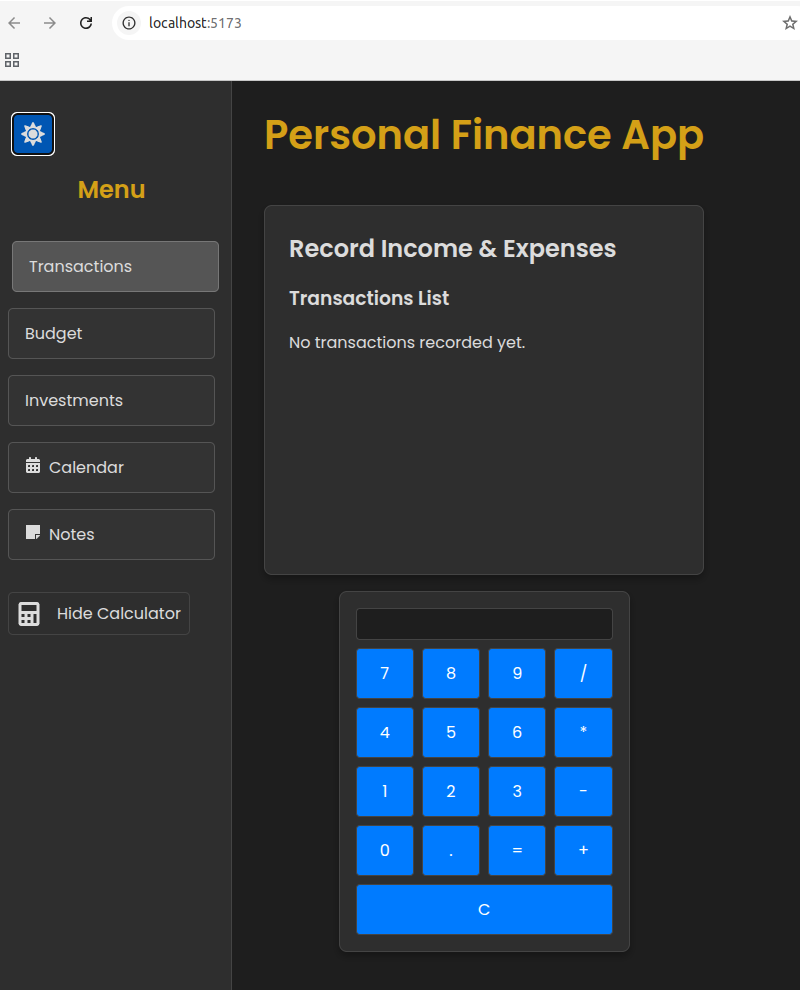 localhost:5173
Personal Finance App
Menu
Transactions
Budget
Investments
Calendar
Notes
Hide Calculator
Record Income & Expenses
Transactions List
No transactions recorded yet.
7 8 9 /
4 5 6 *
1 2 3 -
0 . = +
C